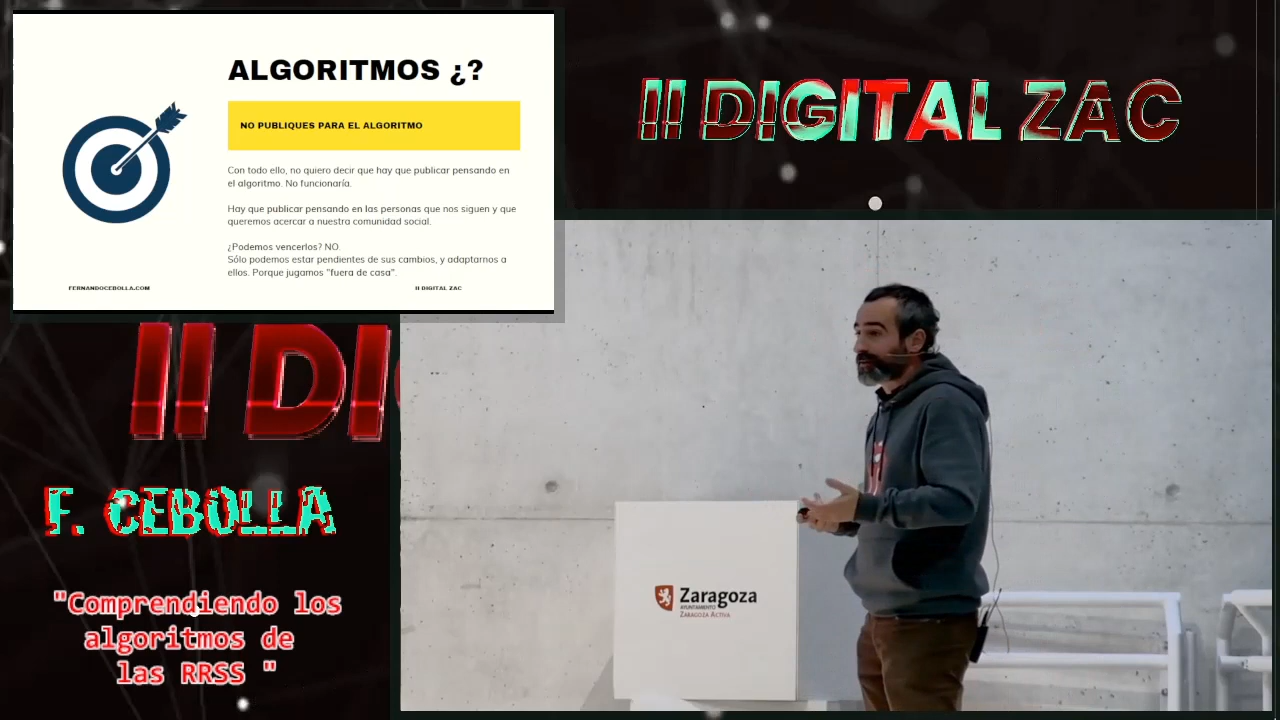 ALGORITMOS ¿?
NO PUBLIQUES PARA EL ALGORITMO
Con todo ello, no quiero decir que hay que publicar pensando en
el algoritmo. No funcionaría.
Hay que publicar pensando en las personas que nos siguen y que
queremos acercar a nuestra comunidad social.
¿Podemos vencerlos? NO.
Sólo podemos estar pendientes de sus cambios, y adaptarnos a
ellos. Porque jugamos "fuera de casa".
FERNANDOCEBOLLA.COM
II DIGITAL ZAC
II DIGITAL ZAC
II DI
F. CEBOLLA
"Comprendiendo los
algoritmos de
las RRSS "
Zaragoza
AYUNTAMIENTO
ZARAGOZA ACTIVA